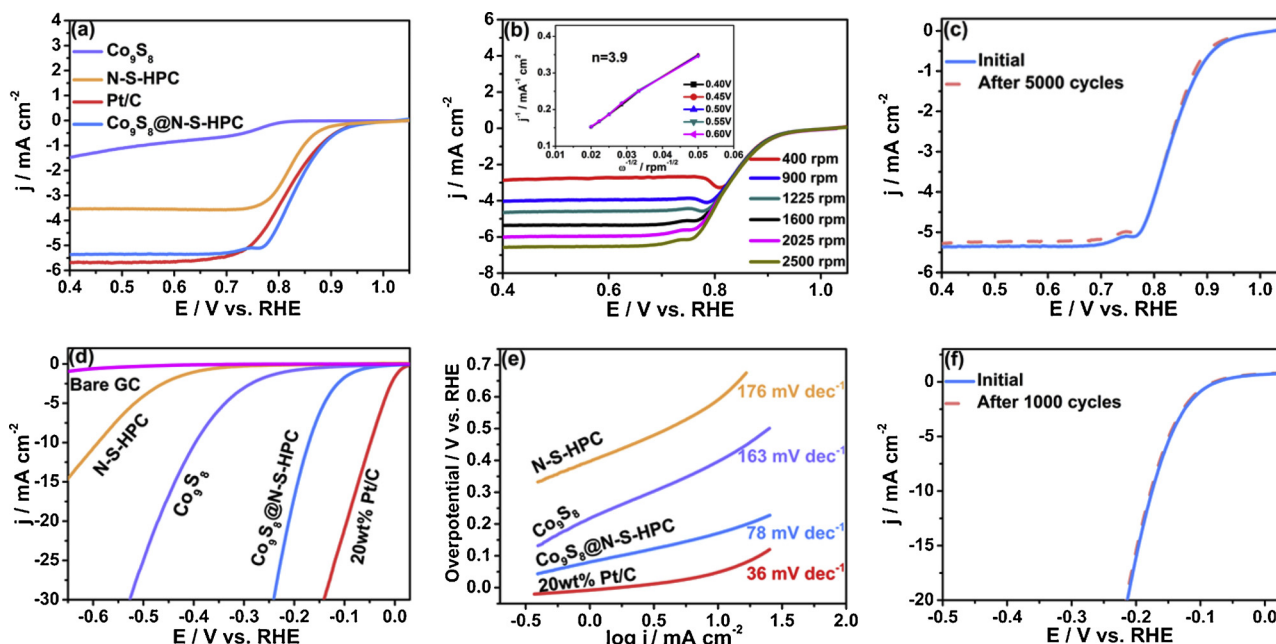 (a)
Co₉S₈
N-S-HPC
Pt/C
Co₉S₈@N-S-HPC
5
4
3
2
1
0
-1
-2
-3
-4
-5
-6
j / mA cm⁻²
0.4 0.5 0.6 0.7 0.8 0.9 1.0
E / V vs. RHE
(b)
n=3.9
0.4
0.3
0.2
0.1
j⁻¹ / mA⁻¹ cm²
0.40V
0.45V
0.50V
0.55V
0.60V
0.01 0.02 0.03 0.04 0.05 0.06
ω⁻¹/² / rpm⁻¹/²
6
4
2
0
-2
-4
-6
-8
j / mA cm⁻²
400 rpm
900 rpm
1225 rpm
1600 rpm
2025 rpm
2500 rpm
0.4 0.6 0.8 1.0
E / V vs. RHE
(c)
Initial
After 5000 cycles
0
-1
-2
-3
-4
-5
-6
j / mA cm⁻²
0.4 0.5 0.6 0.7 0.8 0.9 1.0
E / V vs. RHE
(d)
Bare GC
N-S-HPC
Co₉S₈
Co₉S₈@N-S-HPC
20wt% Pt/C
0
-5
-10
-15
-20
-25
-30
j / mA cm⁻²
-0.6 -0.5 -0.4 -0.3 -0.2 -0.1 0.0
E / V vs. RHE
(e)
176 mV dec⁻¹
N-S-HPC
163 mV dec⁻¹
Co₉S₈
Co₉S₈@N-S-HPC
78 mV dec⁻¹
20wt% Pt/C
36 mV dec⁻¹
0.7
0.6
0.5
0.4
0.3
0.2
0.1
0.0
Overpotential / V vs. RHE
-0.5 0.0 0.5 1.0 1.5 2.0
log j / mA cm⁻²
(f)
Initial
After 1000 cycles
0
-5
-10
-15
-20
j / mA cm⁻²
-0.5 -0.4 -0.3 -0.2 -0.1 0.0
E / V vs. RHE